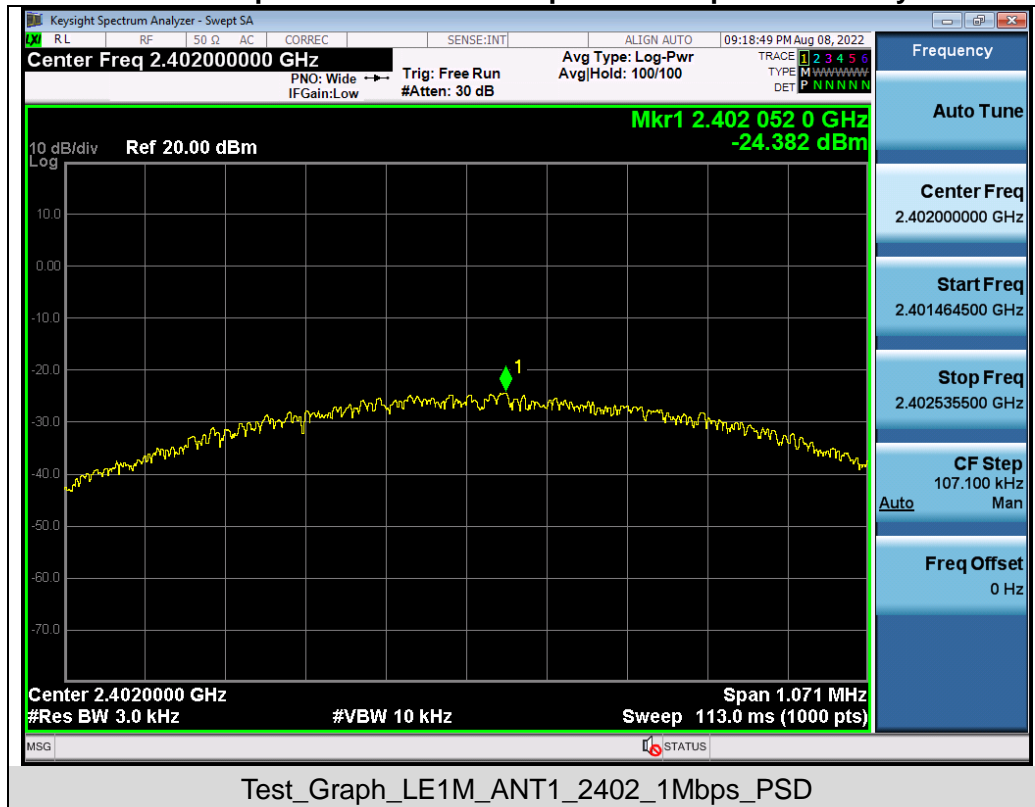 Keysight Spectrum Analyzer - Swept SA
LXI RL RF 50 Ω AC CORREC SENSE:INT ALIGN AUTO 09:18:49 PM Aug 08, 2022
Center Freq 2.402000000 GHz
PNO: Wide
IFGain:Low
Trig: Free Run
#Atten: 30 dB
Avg Type: Log-Pwr
Avg|Hold: 100/100
TRACE 1 2 3 4 5 6
TYPE M WWWWW
DET P N N N N N
Mkr1 2.402 052 0 GHz
-24.382 dBm
10 dB/div Ref 20.00 dBm
Log
10.0
0.00
-10.0
-20.0
-30.0
-40.0
-50.0
-60.0
-70.0
1
Center 2.4020000 GHz
#Res BW 3.0 kHz
#VBW 10 kHz
Span 1.071 MHz
Sweep 113.0 ms (1000 pts)
MSG
STATUS
Frequency
Auto Tune
Center Freq
2.402000000 GHz
Start Freq
2.401464500 GHz
Stop Freq
2.402535500 GHz
CF Step
107.100 kHz
Auto Man
Freq Offset
0 Hz
Test_Graph_LE1M_ANT1_2402_1Mbps_PSD